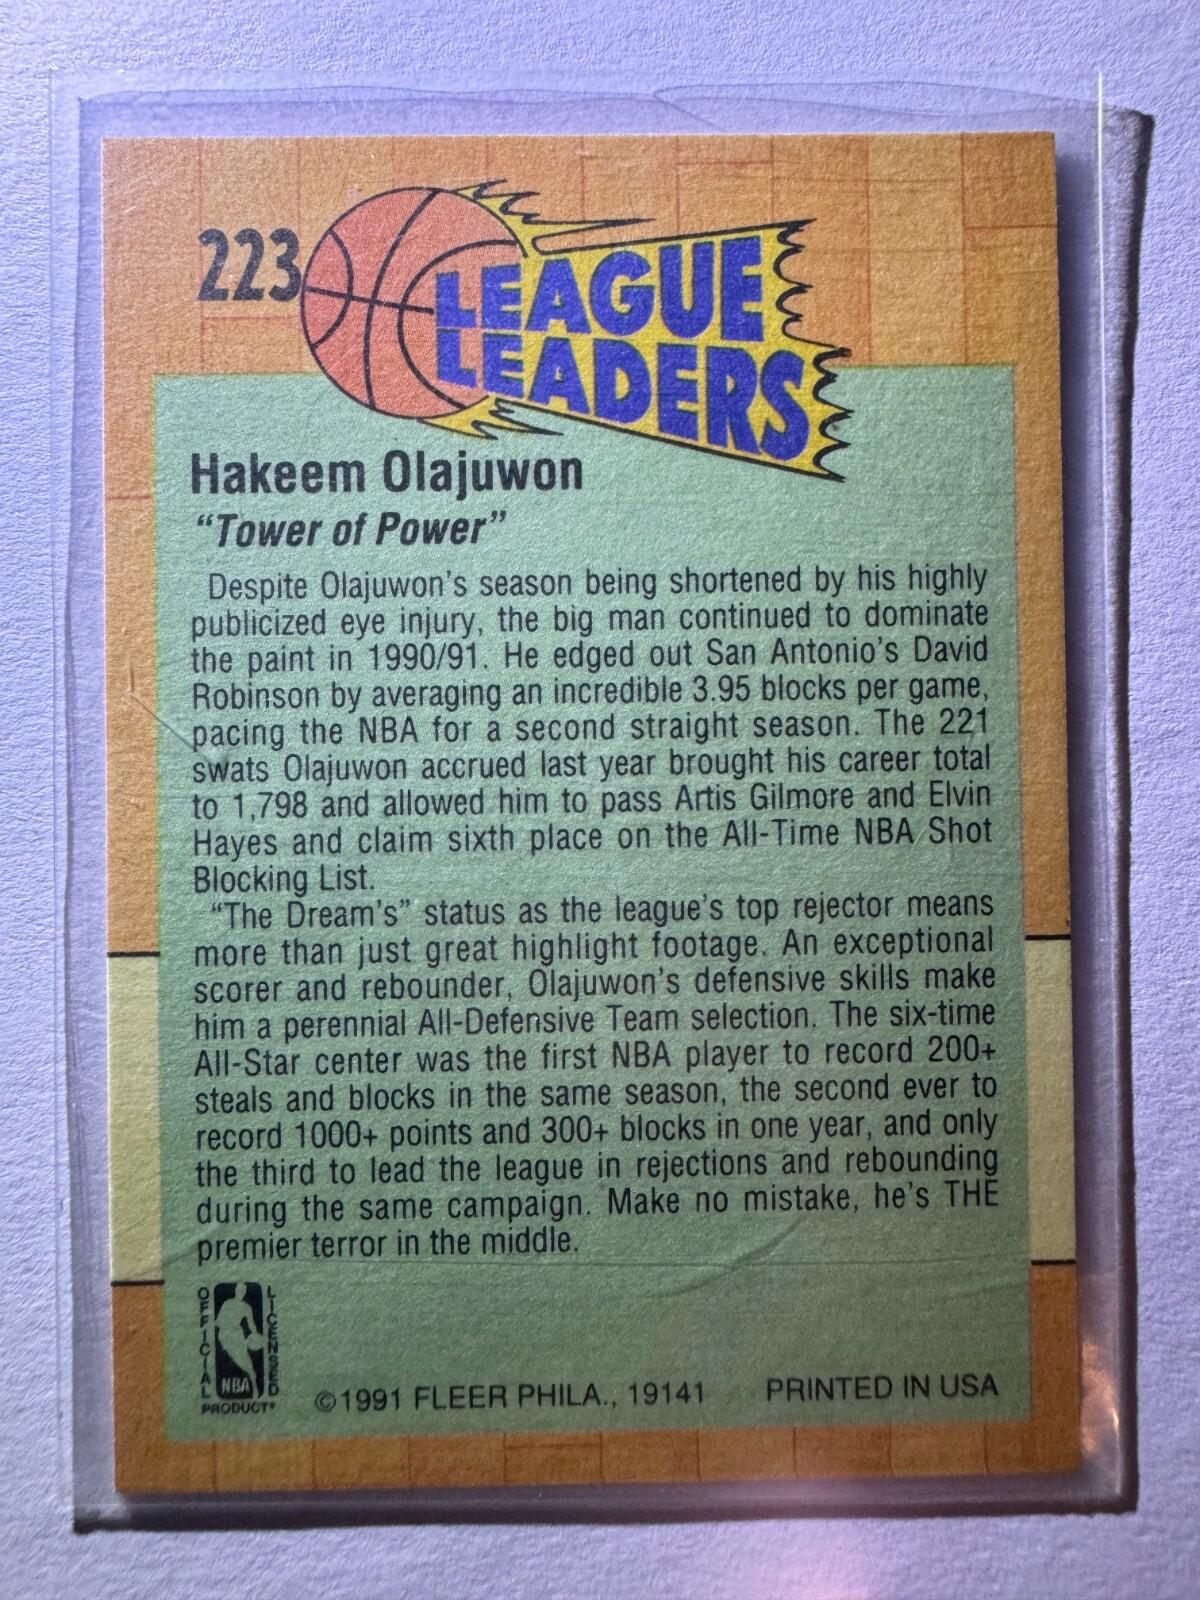 223
LEAGUE
LEADERS
Hakeem Olajuwon
“Tower of Power”
Despite Olajuwon's season being shortened by his highly
publicized eye injury, the big man continued to dominate
the paint in 1990/91. He edged out San Antonio's David
Robinson by averaging an incredible 3.95 blocks per game,
pacing the NBA for a second straight season. The 221
swats Olajuwon accrued last year brought his career total
to 1,798 and allowed him to pass Artis Gilmore and Elvin
Hayes and claim sixth place on the All-Time NBA Shot
Blocking List.
“The Dream's” status as the league's top rejector means
more than just great highlight footage. An exceptional
scorer and rebounder, Olajuwon's defensive skills make
him a perennial All-Defensive Team selection. The six-time
All-Star center was the first NBA player to record 200+
steals and blocks in the same season, the second ever to
record 1000+ points and 300+ blocks in one year, and only
the third to lead the league in rejections and rebounding
during the same campaign. Make no mistake, he's THE
premier terror in the middle.
OFFICIAL
LICENSED
NBA
PRODUCT®
©1991 FLEER PHILA., 19141 PRINTED IN USA